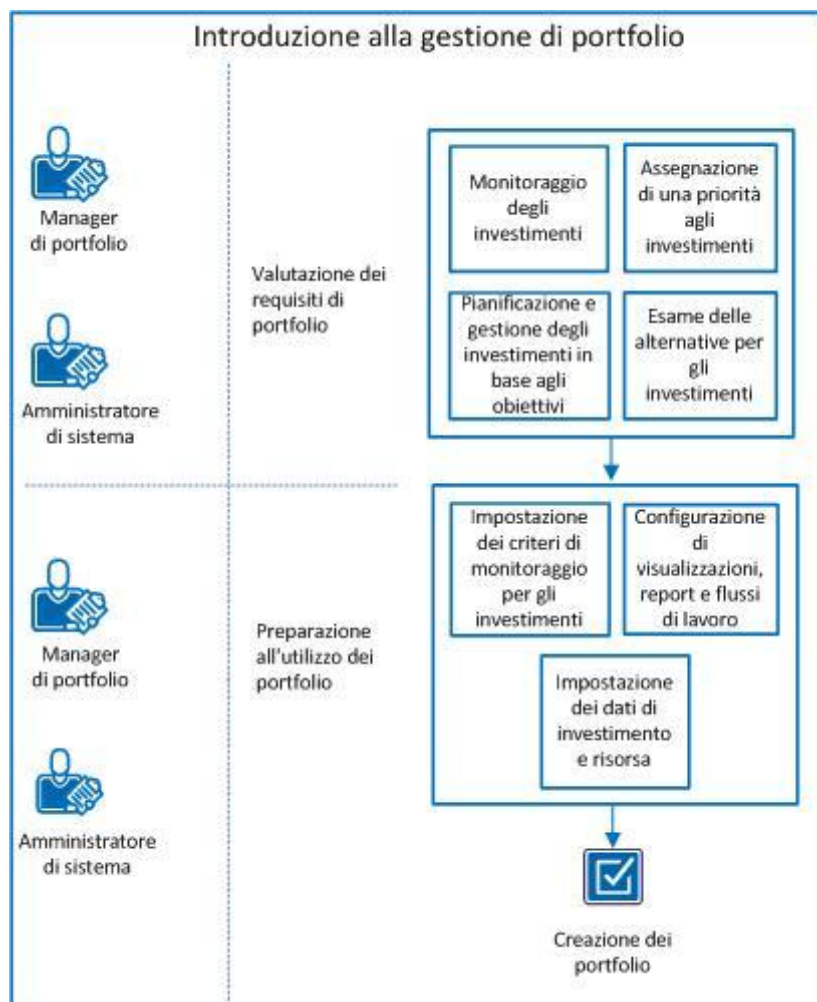 Introduzione alla gestione di portfolio
Manager
di portfolio
Amministratore
di sistema
Valutazione dei
requisiti di
portfolio
Monitoraggio
degli
investimenti
Assegnazione
di una priorità
agli
investimenti
Pianificazione e
gestione degli
investimenti in
base agli
obiettivi
Esame delle
alternative per
gli
investimenti
Manager
di portfolio
Amministratore
di sistema
Preparazione
all'utilizzo dei
portfolio
Impostazione
dei criteri di
monitoraggio
per gli
investimenti
Configurazione
di
visualizzazioni,
report e flussi
di lavoro
Impostazione
dei dati di
investimento
e risorsa
Creazione dei
portfolio